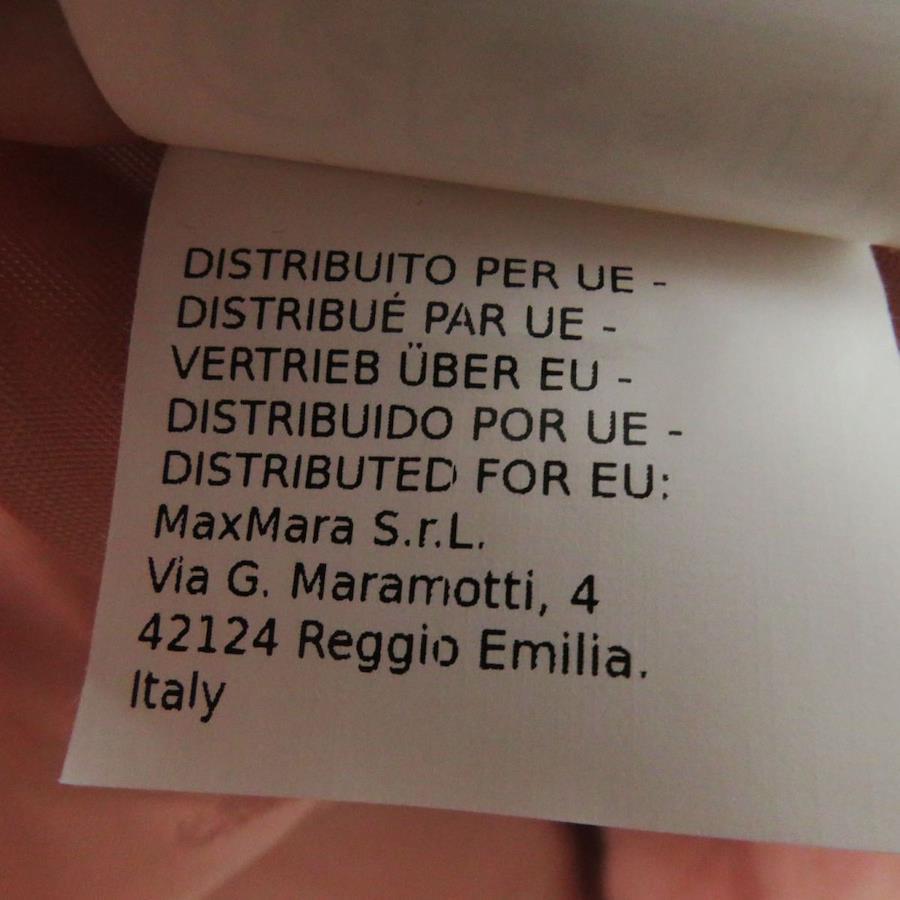 DISTRIBUITO PER UE -
DISTRIBUÉ PAR UE -
VERTRIEB ÜBER EU -
DISTRIBUIDO POR UE -
DISTRIBUTED FOR EU:
MaxMara S.r.L.
Via G. Maramotti, 4
42124 Reggio Emilia.
Italy